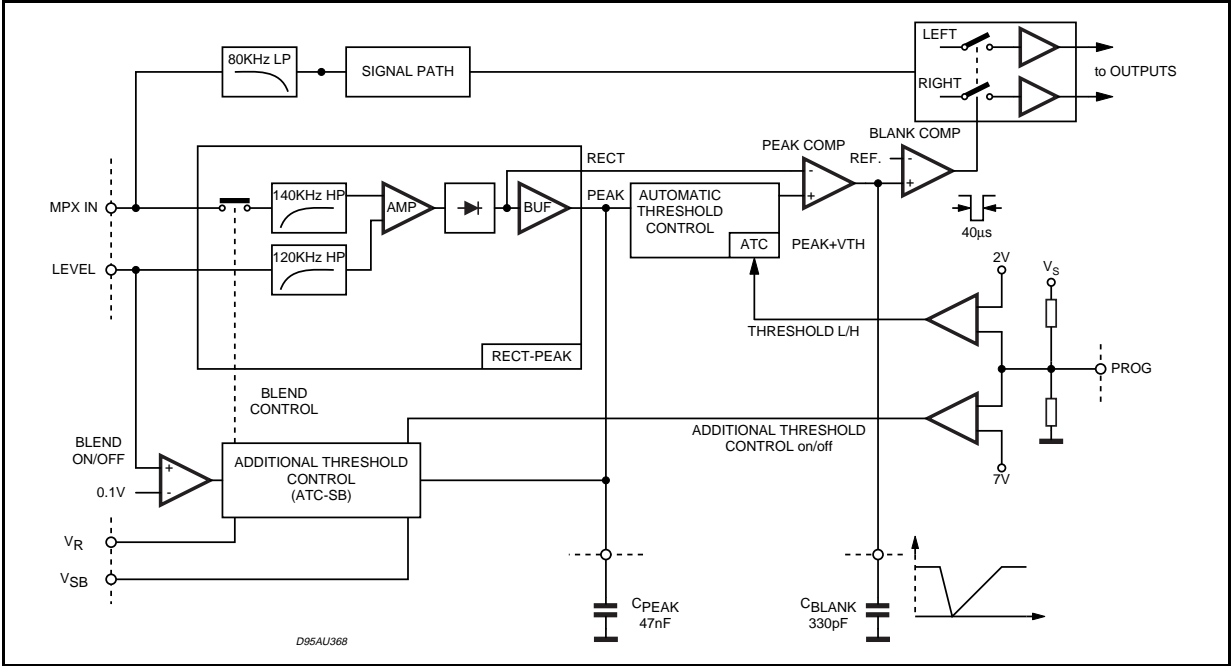 LEFT
80KHz LP
SIGNAL PATH
to OUTPUTS
RIGHT
BLANK COMP
PEAK COMP
REF.
-
+
RECT
-
+
MPX IN
140KHz HP
AMP
BUF
PEAK
AUTOMATIC
THRESHOLD
CONTROL
ATC
PEAK+VTH
40µs
LEVEL
120KHz HP
2V
VS
THRESHOLD L/H
RECT-PEAK
PROG
BLEND
CONTROL
ADDITIONAL THRESHOLD
CONTROL on/off
BLEND
ON/OFF
+
0.1V
-
ADDITIONAL THRESHOLD
CONTROL
(ATC-SB)
7V
VR
VSB
CPEAK
47nF
CBLANK
330pF
D95AU368